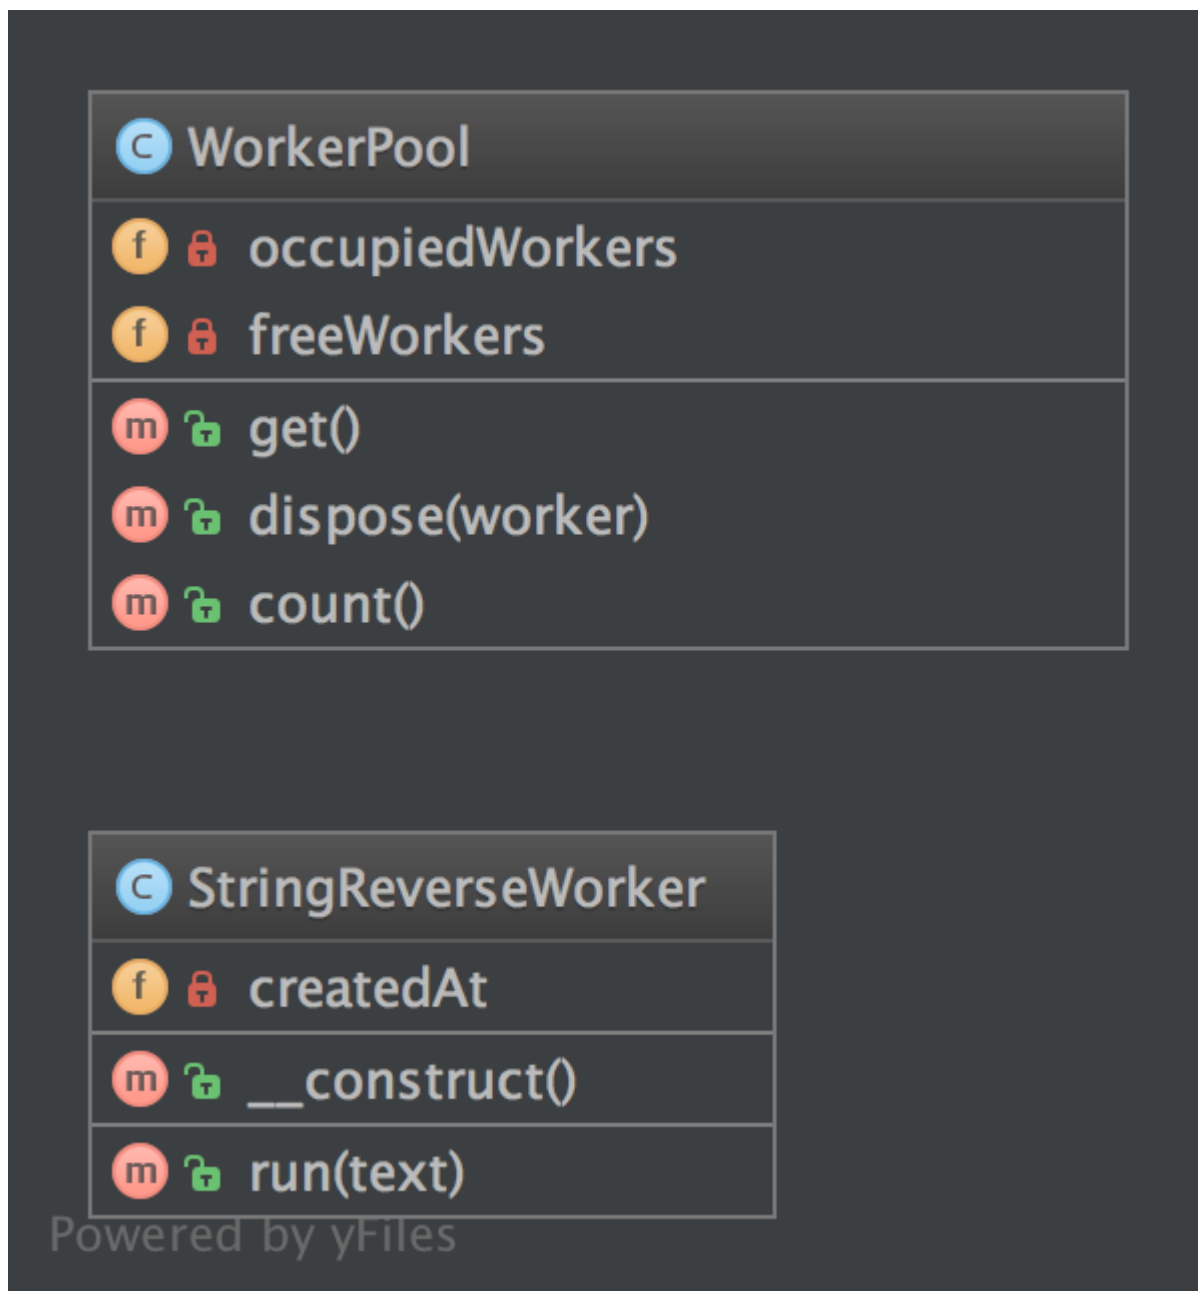 C WorkerPool
f occupiedWorkers
f freeWorkers
m get()
m dispose(worker)
m count()
C StringReverseWorker
f createdAt
m __construct()
m run(text)
Powered by yFiles